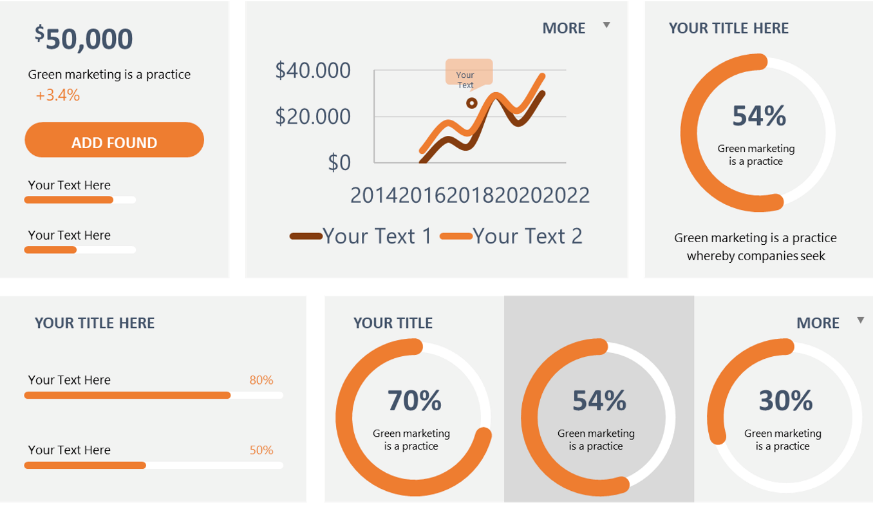 $50,000
Green marketing is a practice
+3.4%
ADD FOUND
Your Text Here
Your Text Here
MORE
Your
Text
$40.000
$20.000
$0
20142016201820202022
Your Text 1 Your Text 2
YOUR TITLE HERE
54%
Green marketing
is a practice
Green marketing is a practice
whereby companies seek
YOUR TITLE HERE
Your Text Here 80%
Your Text Here 50%
YOUR TITLE
MORE
70%
Green marketing
is a practice
54%
Green marketing
is a practice
30%
Green marketing
is a practice